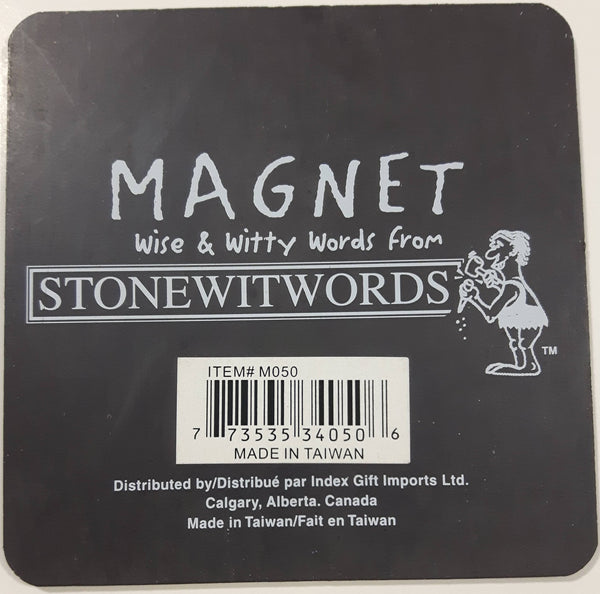 MAGNET
Wise & Witty Words from
STONEWITWORDS
TM
ITEM# M050
7 73535 34050 6
MADE IN TAIWAN
Distributed by/Distribué par Index Gift Imports Ltd.
Calgary, Alberta. Canada
Made in Taiwan/Fait en Taiwan